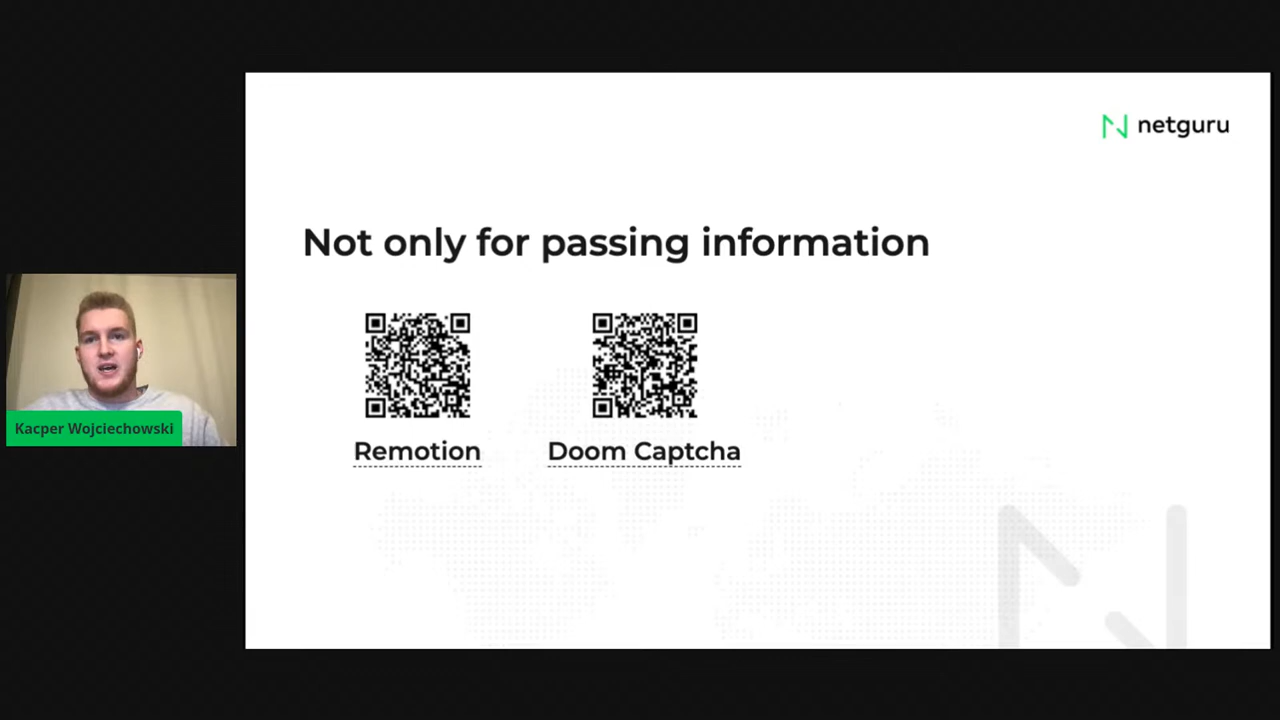 netguru
Not only for passing information
Remotion
Doom Captcha
Kacper Wojciechowski